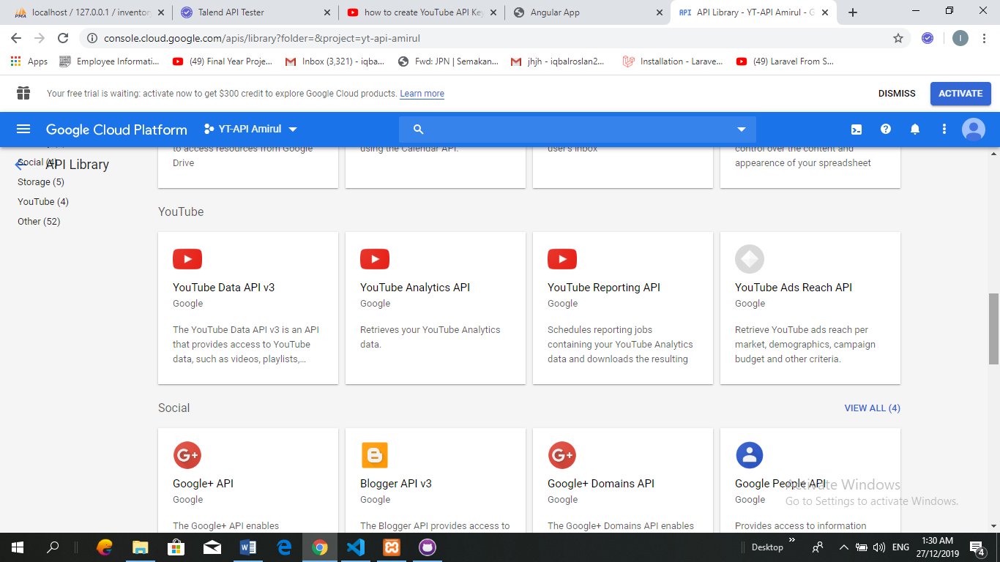 localhost / 127.0.0.1 / inventory
Talend API Tester
how to create YouTube API Key
Angular App
API Library - YT-API Amirul - G
console.cloud.google.com/apis/library?folder=&project=yt-api-amirul
I
Apps
Employee Informati...
(49) Final Year Proje...
Inbox (3,321) - iqba...
Fwd: JPN | Semakan...
jhjh - iqbalroslan2...
Installation - Larave...
(49) Laravel From S...
Your free trial is waiting: activate now to get $300 credit to explore Google Cloud products. Learn more
DISMISS
ACTIVATE
Google Cloud Platform
YT-API Amirul
API Library
Social (4)
Storage (5)
YouTube (4)
Other (52)
to access resources from Google
Drive
using the Calendar API.
user's inbox
control over the content and
appearence of your spreadsheet
YouTube
YouTube Data API v3
Google
The YouTube Data API v3 is an API
that provides access to YouTube
data, such as videos, playlists,...
YouTube Analytics API
Google
Retrieves your YouTube Analytics
data.
YouTube Reporting API
Google
Schedules reporting jobs
containing your YouTube Analytics
data and downloads the resulting
YouTube Ads Reach API
Google
Retrieve YouTube ads reach per
market, demographics, campaign
budget and other criteria.
Social
VIEW ALL (4)
Google+ API
Google
The Google+ API enables
Blogger API v3
Google
The Blogger API provides access to
Google+ Domains API
Google
The Google+ Domains API enables
Google People API
Google
Provides access to information
Activate Windows
Go to Settings to activate Windows.
Desktop
ENG
1:30 AM
27/12/2019
4